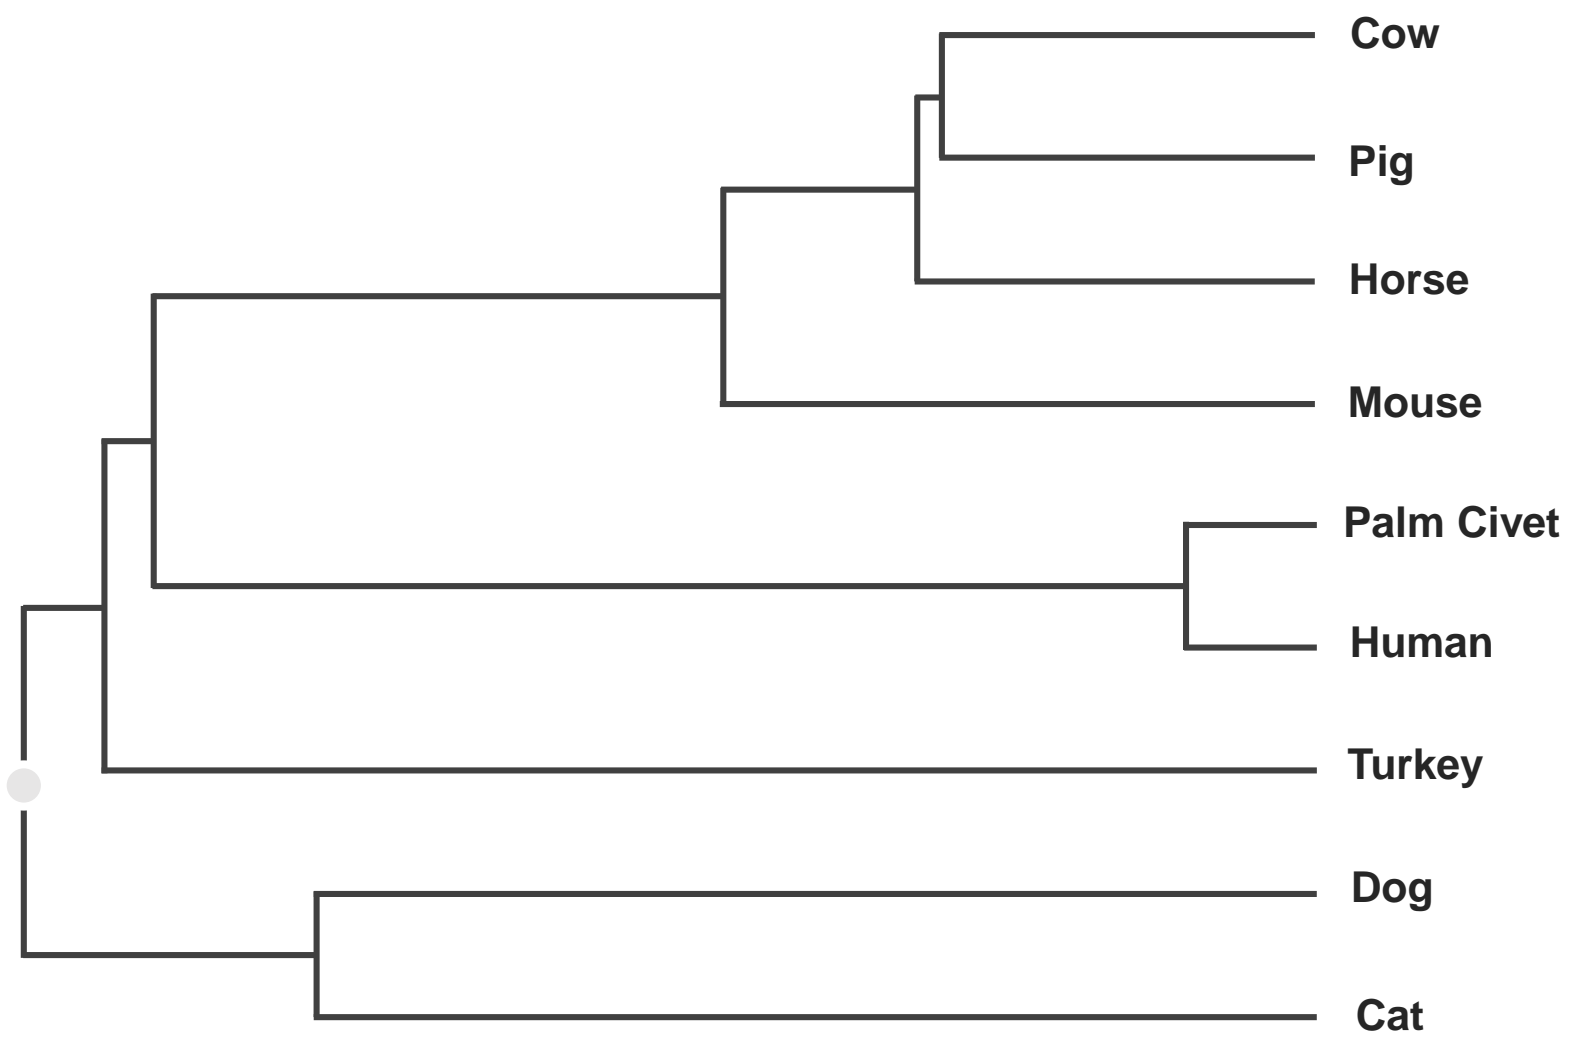 Cow
Pig
Horse
Mouse
Palm Civet
Human
Turkey
Dog
Cat